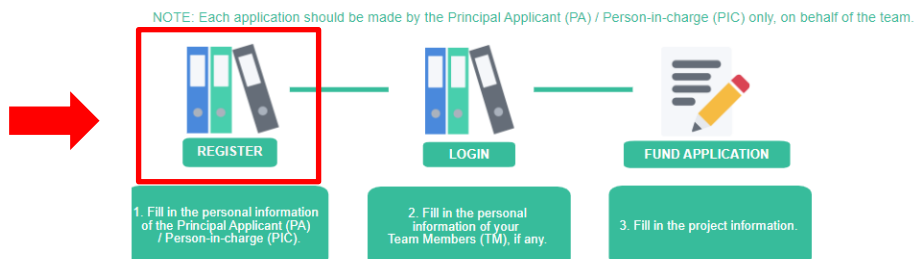 NOTE: Each application should be made by the Principal Applicant (PA) / Person-in-charge (PIC) only, on behalf of the team.
REGISTER
LOGIN
FUND APPLICATION
1. Fill in the personal information
of the Principal Applicant (PA)
/ Person-in-charge (PIC).
2. Fill in the personal
information of your
Team Members (TM), if any.
3. Fill in the project information.